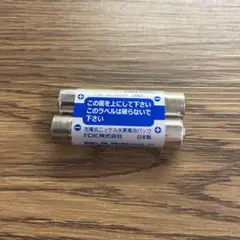 この面を上にして下さい
このラベルは破らないで
下さい
充電式ニッケル水素電池パック
FDK株式会社 日本製